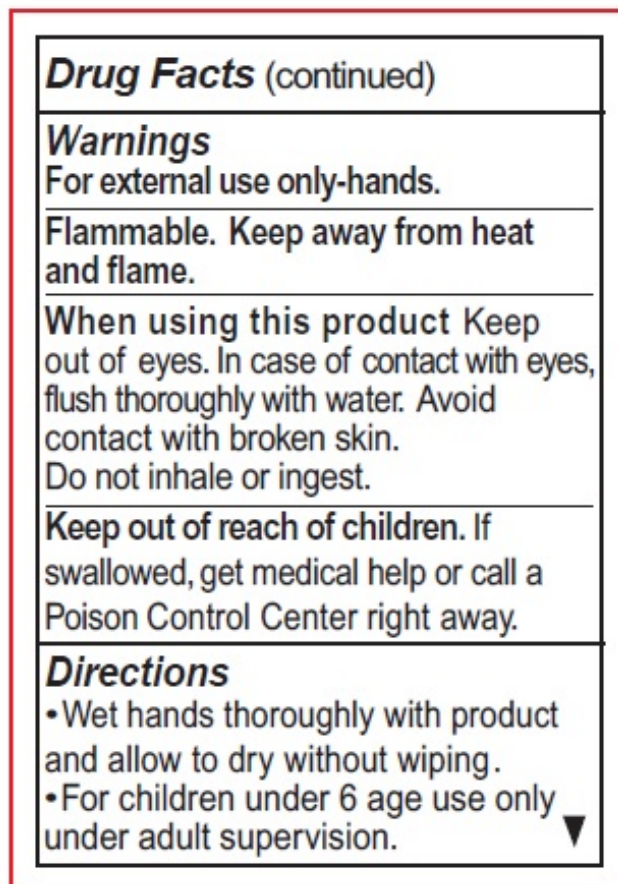 Drug Facts (continued)
Warnings
For external use only-hands.
Flammable. Keep away from heat
and flame.
When using this product Keep
out of eyes. In case of contact with eyes,
flush thoroughly with water. Avoid
contact with broken skin.
Do not inhale or ingest.
Keep out of reach of children. If
swallowed, get medical help or call a
Poison Control Center right away.
Directions
•Wet hands thoroughly with product
and allow to dry without wiping.
•For children under 6 age use only
under adult supervision.